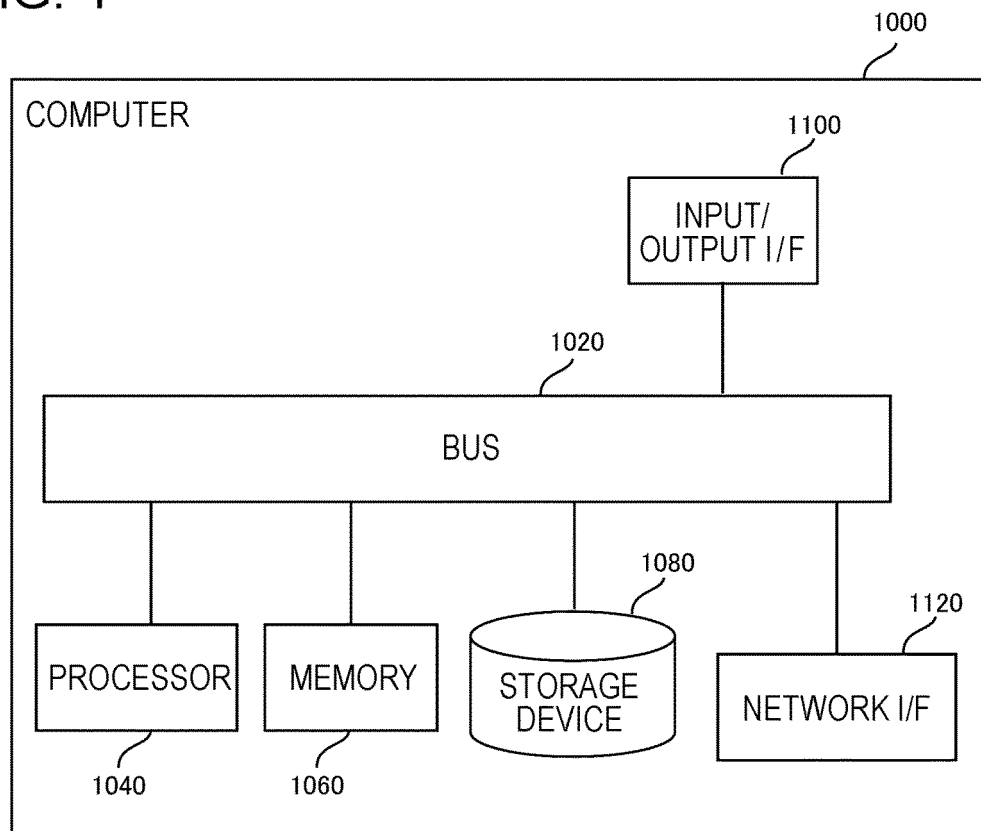 1000
COMPUTER
1100
INPUT/
OUTPUT I/F
1020
BUS
1080
1120
PROCESSOR
MEMORY
STORAGE
DEVICE
NETWORK I/F
1040
1060